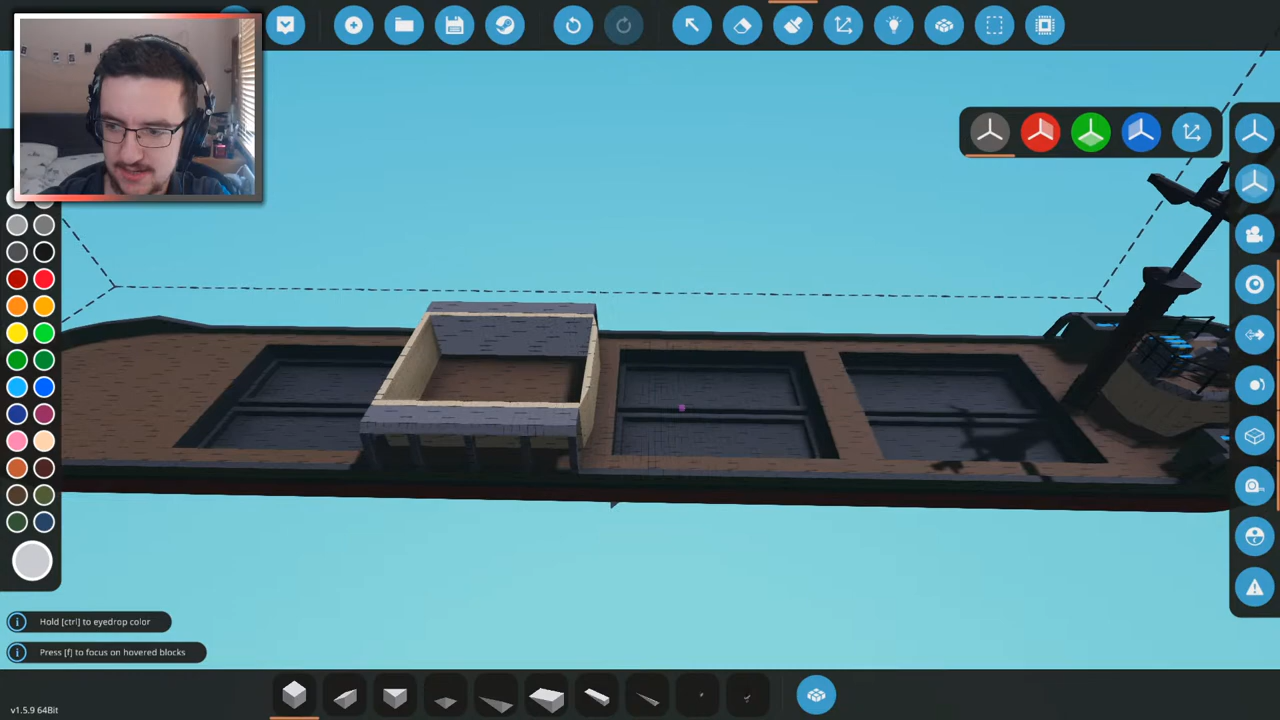 Hold [ctrl] to eyedrop color
Press [f] to focus on hovered blocks
v1.5.9 64Bit